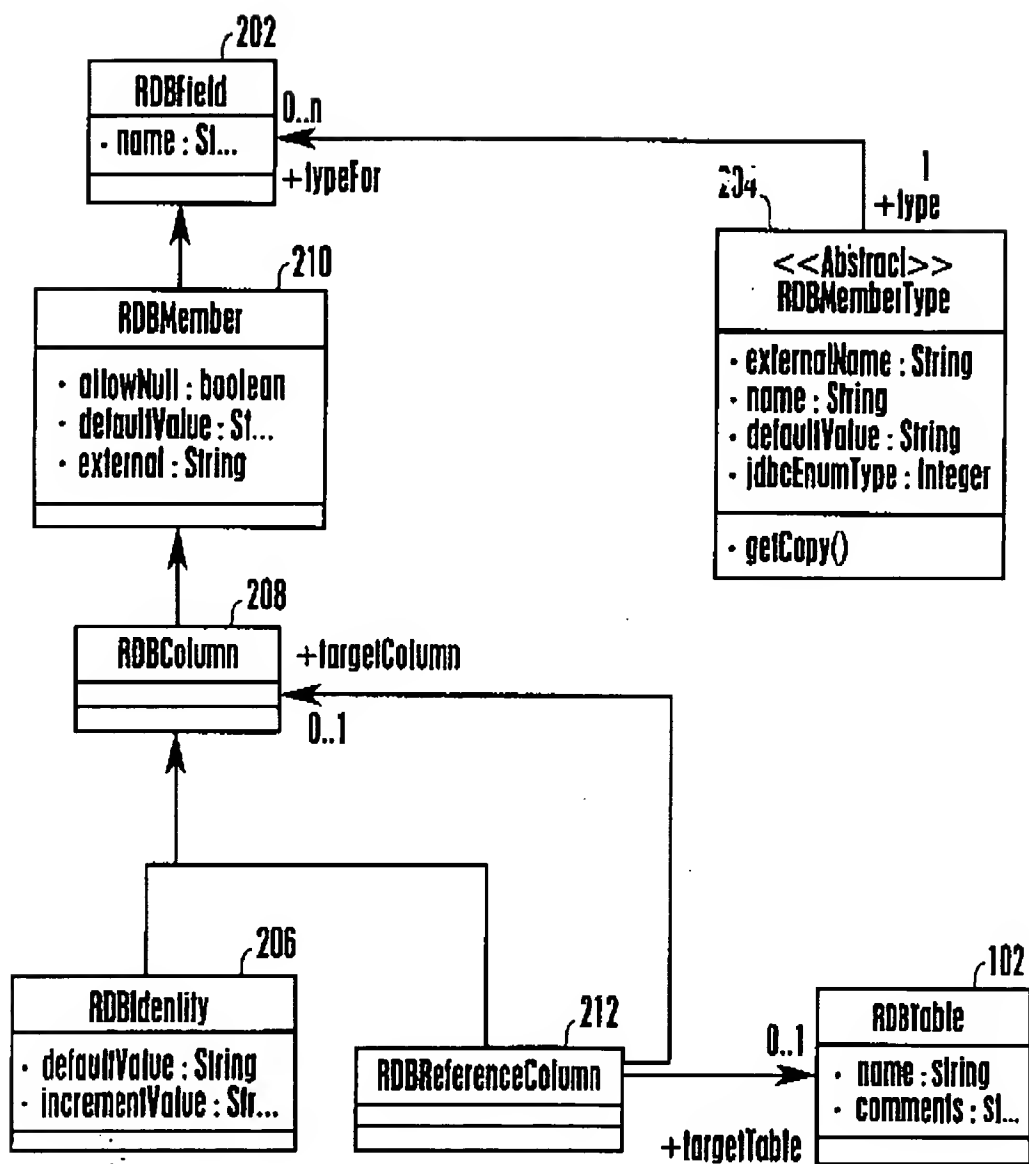 202
RDBField
- name : St...
0..n
+typeFor
1
+type
204
<<Abstract>>
RDBMemberType
- externalName : String
- name : String
- defaultValue : String
- jdbcEnumType : Integer
- getCopy()
210
RDBMember
- allowNull : boolean
- defaultValue : St...
- external : String
208
RDBColumn
+targetColumn
0..1
206
RDBIdentity
- defaultValue : String
- incrementValue : Str...
212
RDBReferenceColumn
0..1
+targetTable
102
RDBTable
- name : string
- comments : St...